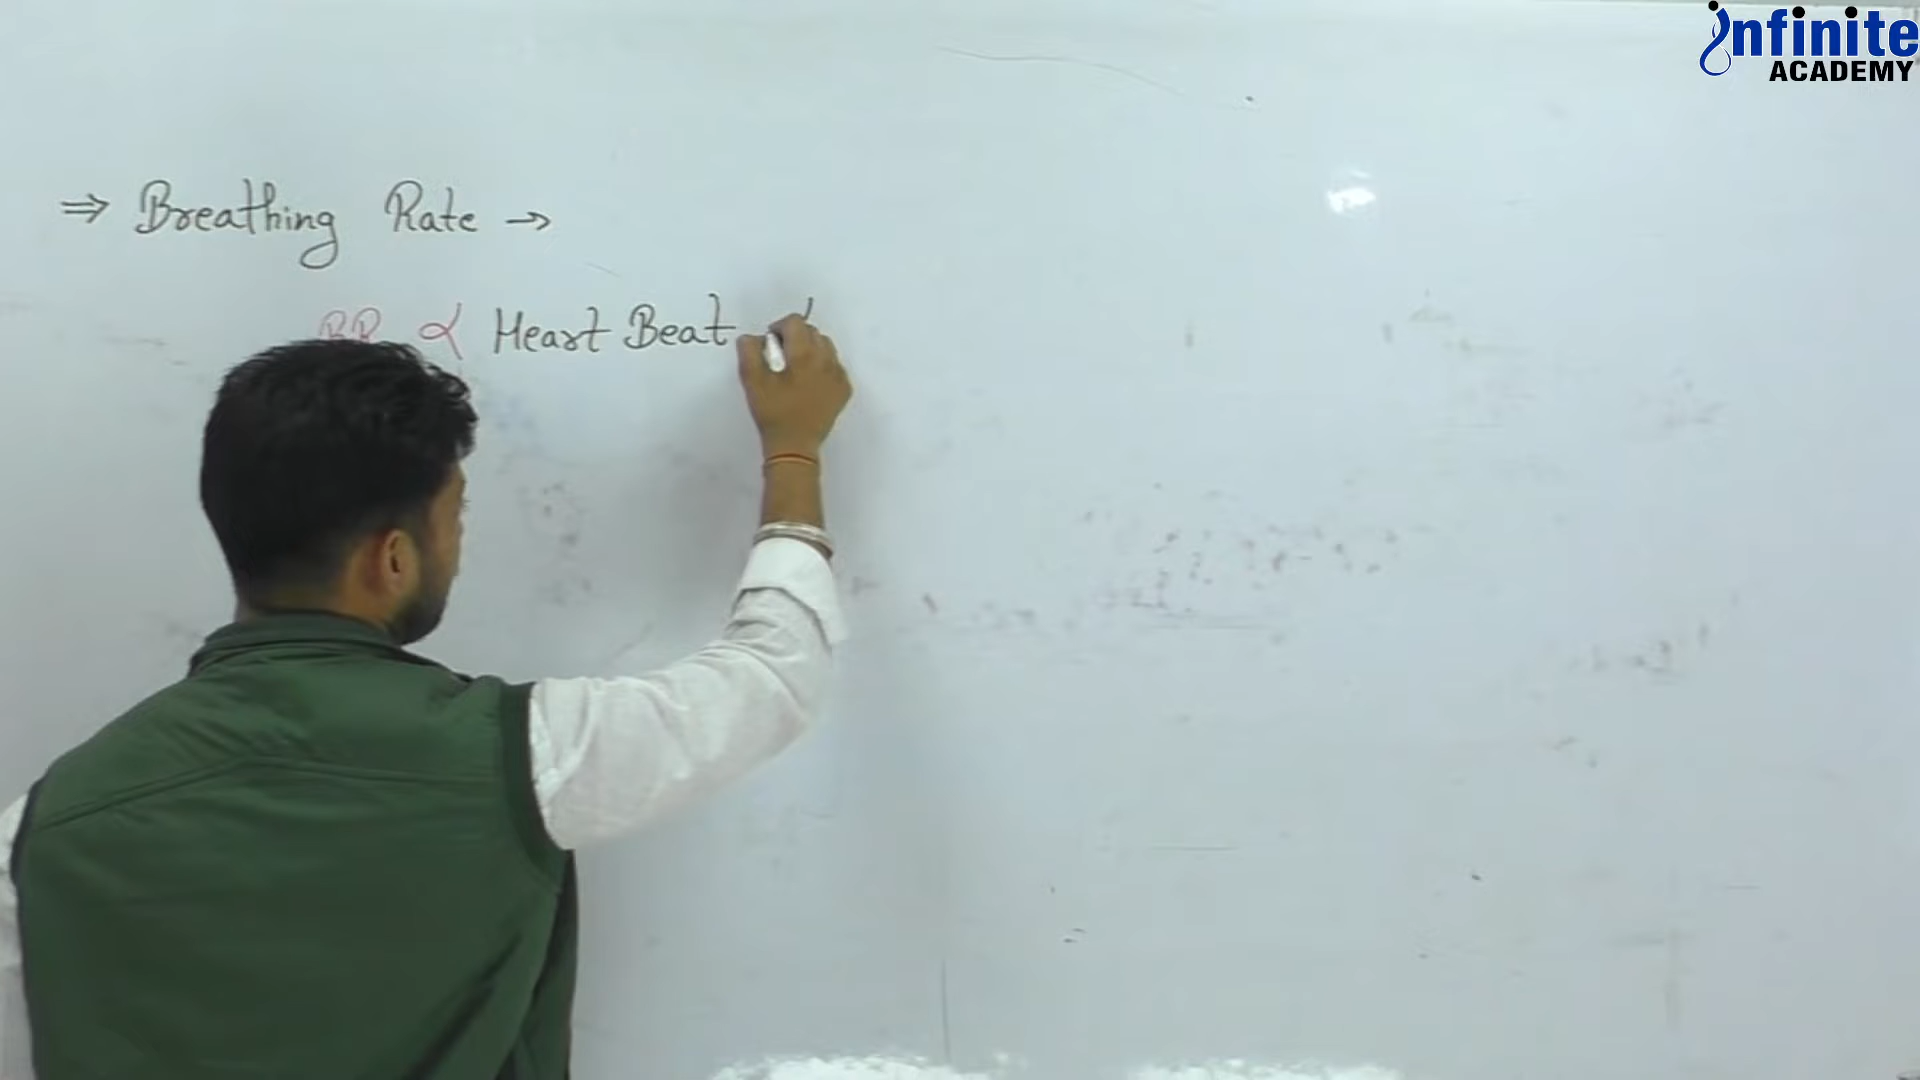 infinite
ACADEMY
⇒ Breathing Rate →
BR ∝ Heart Beat